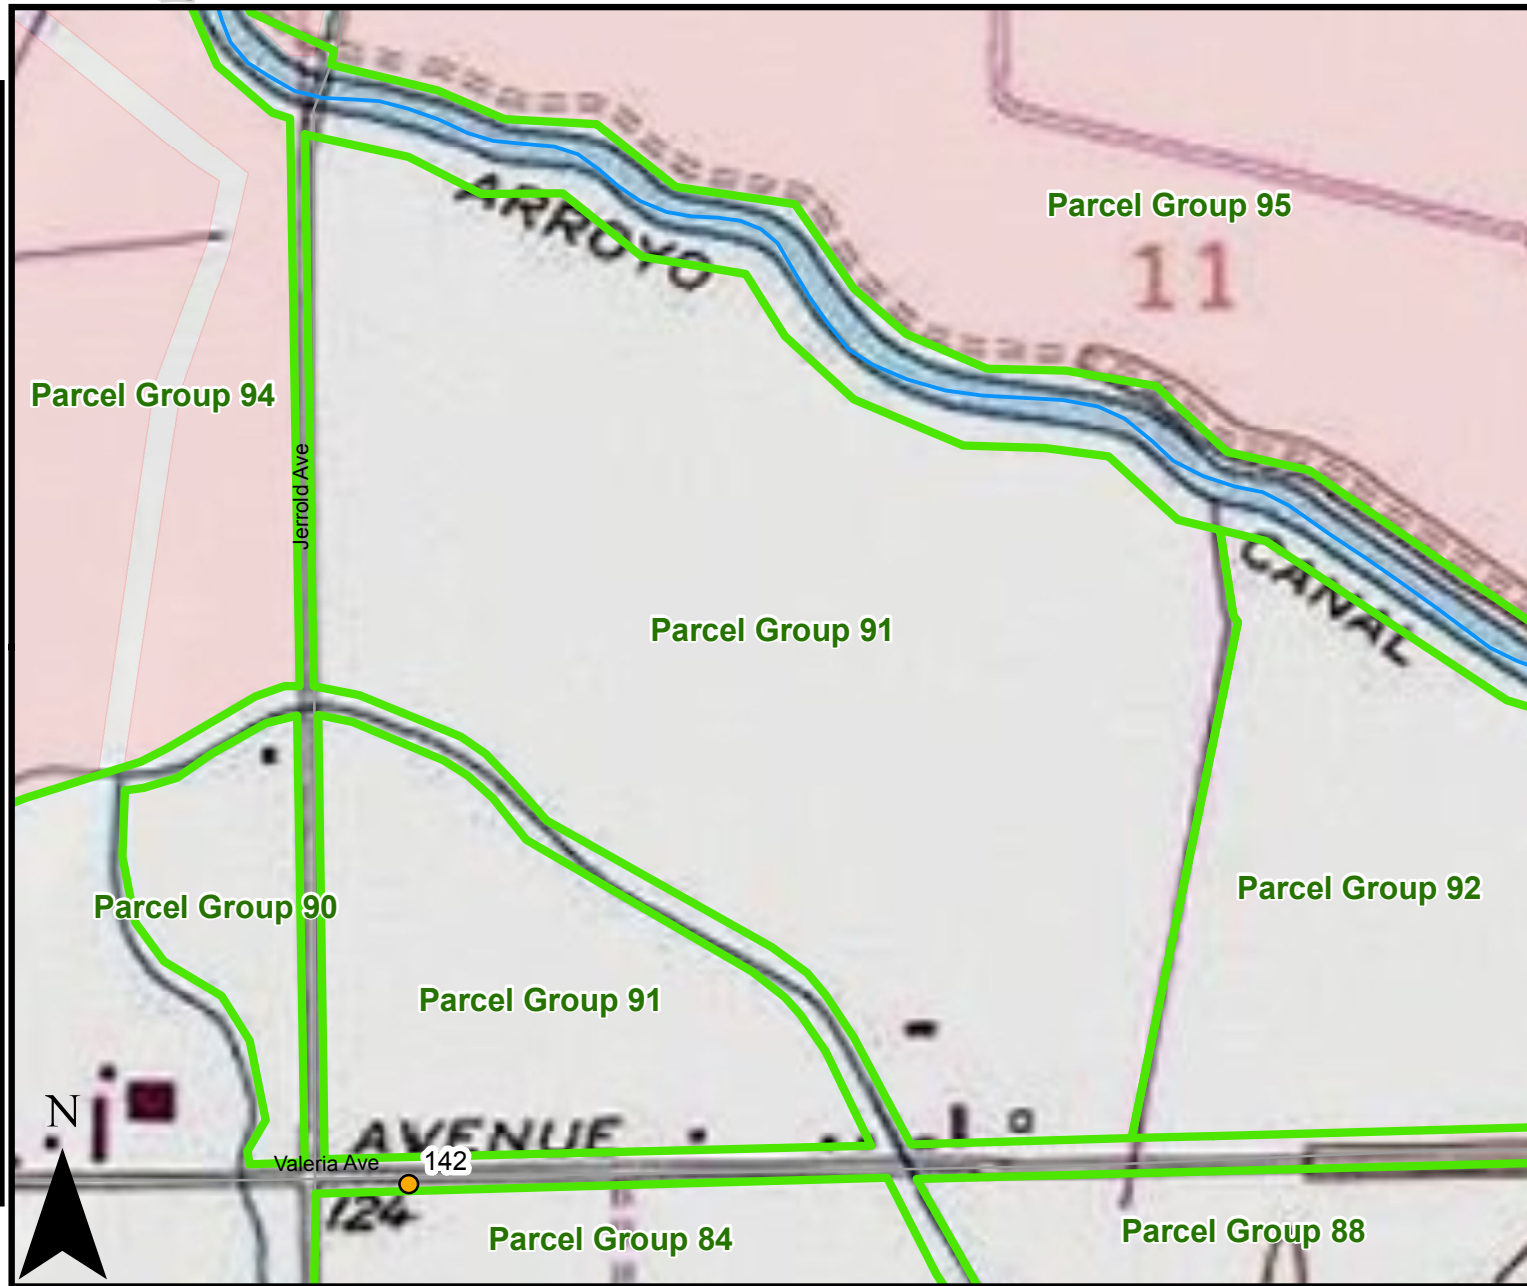 Parcel Group 95
ARROYO
11
Parcel Group 94
Jerrold Ave
CANAL
Parcel Group 91
Parcel Group 92
Parcel Group 90
Parcel Group 91
N
AVENUE
Valeria Ave
142
124
Parcel Group 84
Parcel Group 88